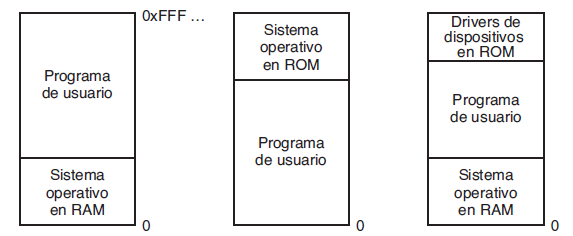 0xFFF ...
Programa
de usuario
Sistema
operativo
en RAM
0
Sistema
operativo
en ROM
Programa
de usuario
0
Drivers de
dispositivos
en ROM
Programa
de usuario
Sistema
operativo
en RAM
0